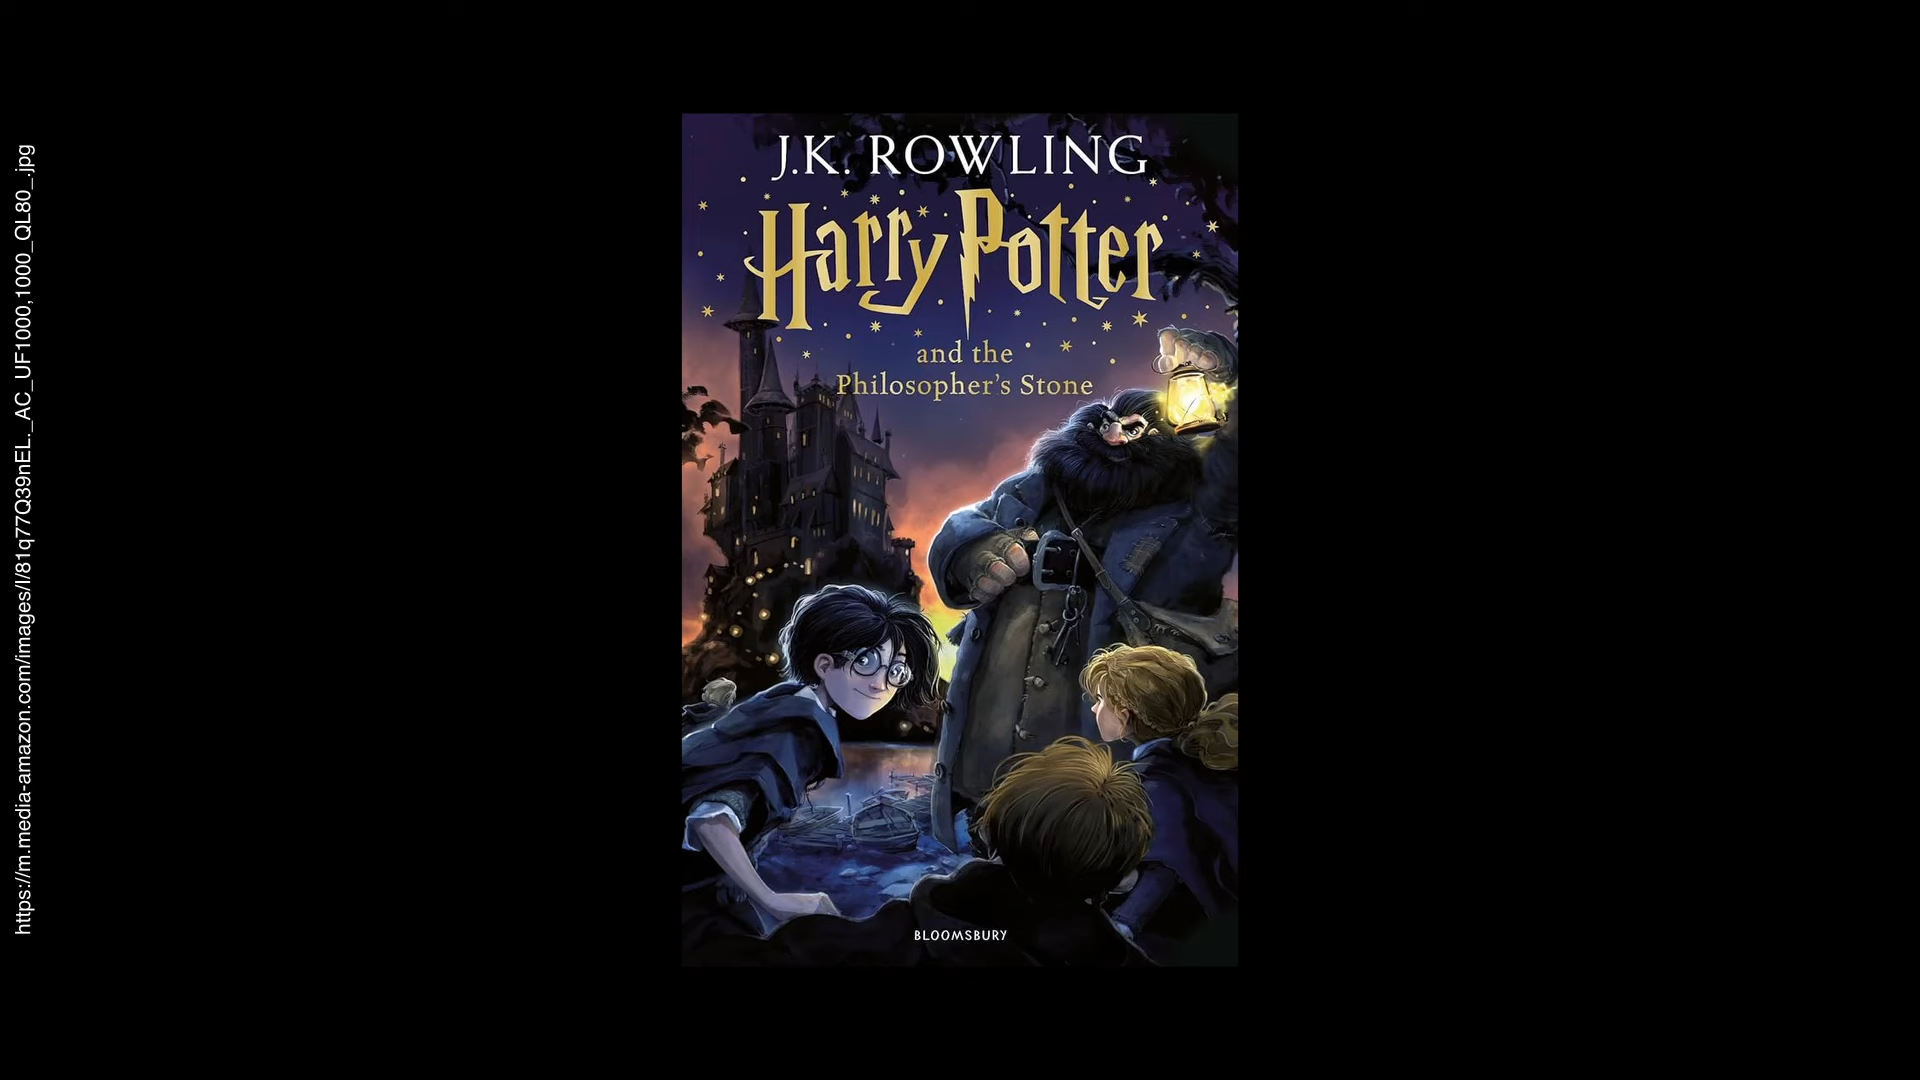 https://m.media-amazon.com/images/I/81q77Q39nEL._AC_UF1000,1000_QL80_.jpg
J.K. ROWLING
Harry Potter
and the
Philosopher's Stone
BLOOMSBURY